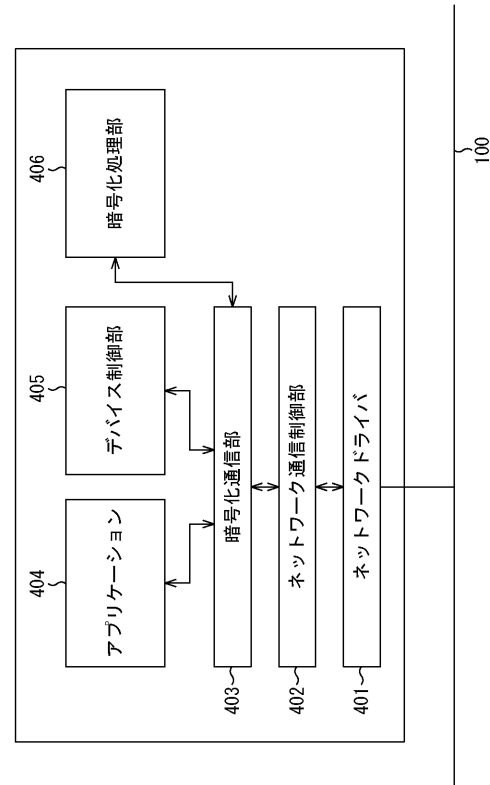 404
アプリケーション
405
デバイス制御部
406
暗号化処理部
403
暗号化通信部
402
ネットワーク通信制御部
401
ネットワークドライバ
100